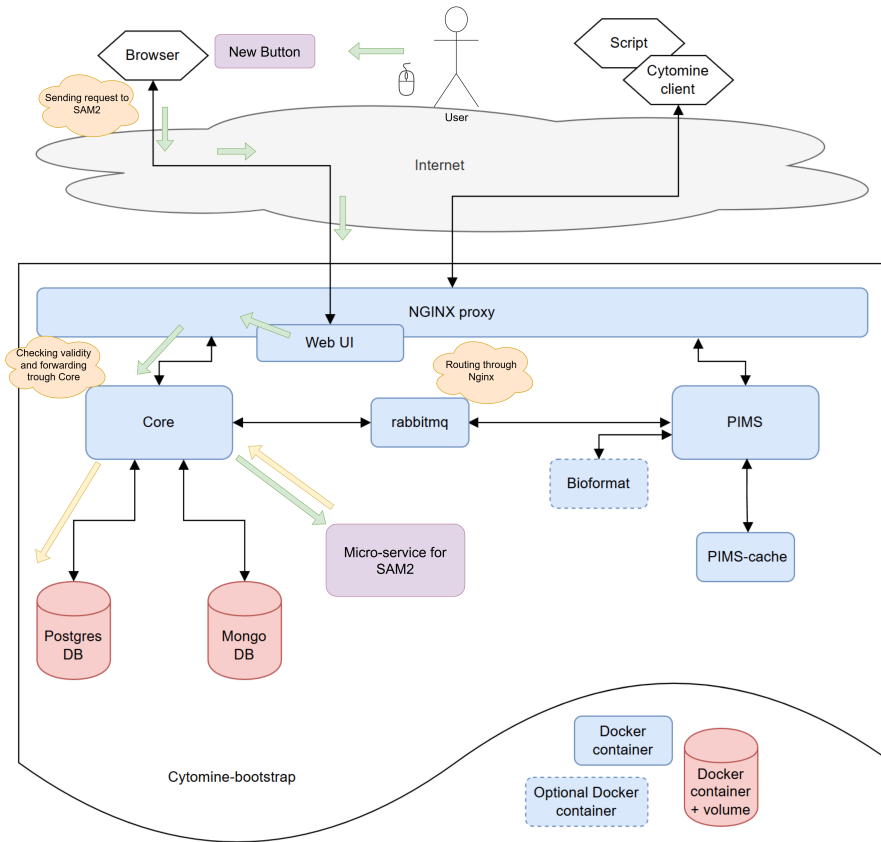 Browser
New Button
Script
Cytomine
client
User
Sending request to
SAM2
Internet
NGINX proxy
Web UI
Checking validity
and forwarding
trough Core
Routing through
Nginx
Core
rabbitmq
PIMS
Bioformat
Micro-service for
SAM2
PIMS-cache
Postgres
DB
Mongo
DB
Cytomine-bootstrap
Docker
container
Optional Docker
container
Docker
container
+ volume